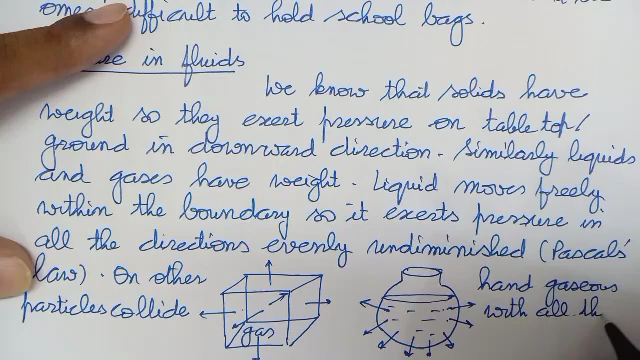 difficult to hold school bags.
in fluids
We know that solids have
weight so they exert pressure on table top/
ground in downward direction. Similarly liquids
and gases have weight. Liquid moves freely
within the boundary so it exerts pressure in
all the directions evenly undiminished (Pascals'
law). On other hand gaseous
particles collide with all th
gas